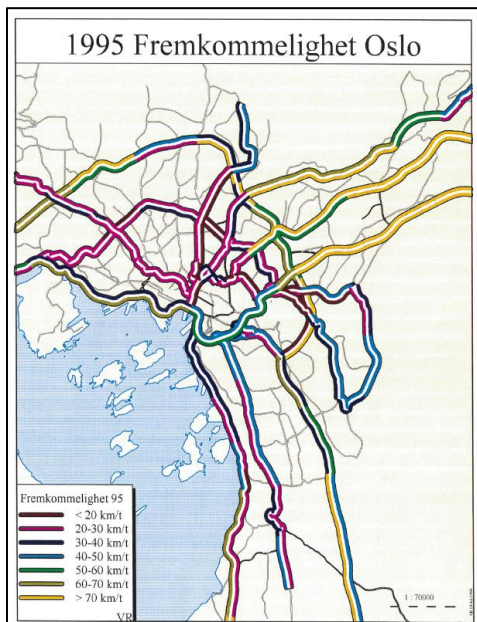 1995 Fremkommelighet Oslo
Fremkommelighet 95
< 20 km/t
20-30 km/t
30-40 km/t
40-50 km/t
50-60 km/t
60-70 km/t
> 70 km/t
VR
1 : 70000